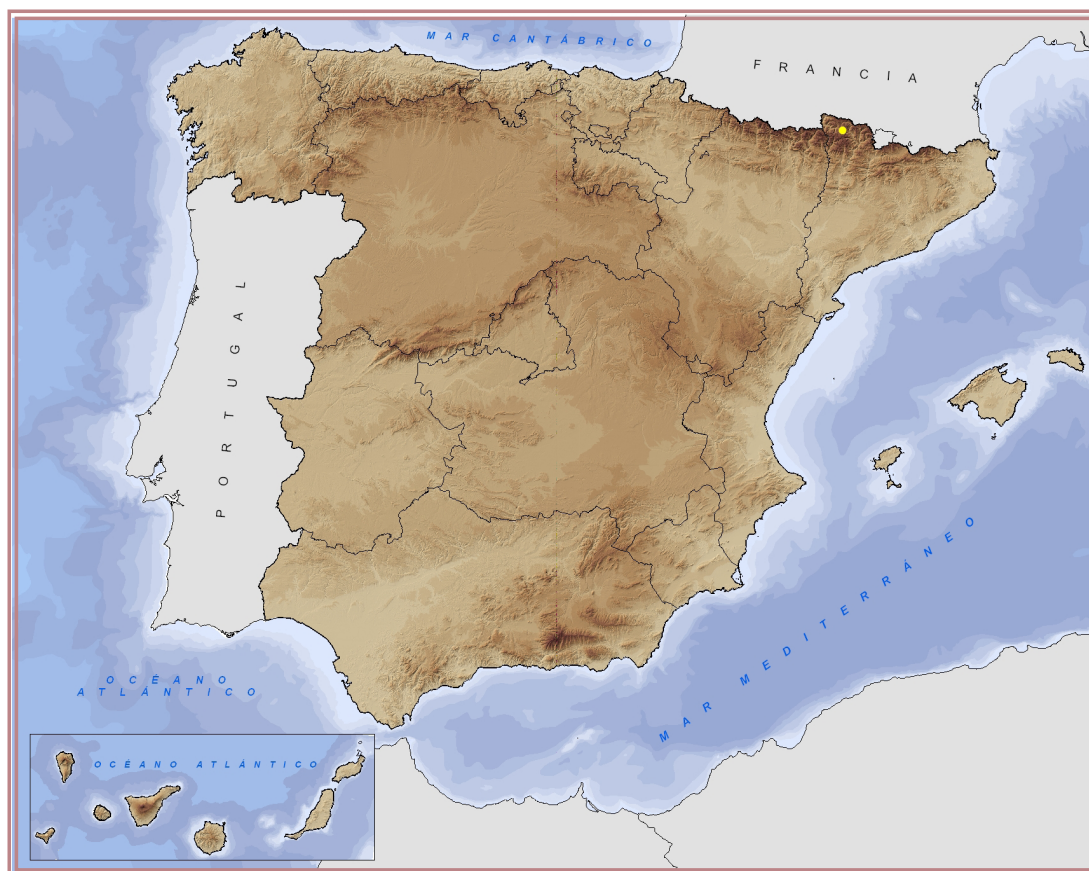 MAR CANTÁBRICO
FRANCIA
PORTUGAL
MAR MEDITERRÁNEO
OCÉANO
ATLÁNTICO
OCÉANO ATLÁNTICO